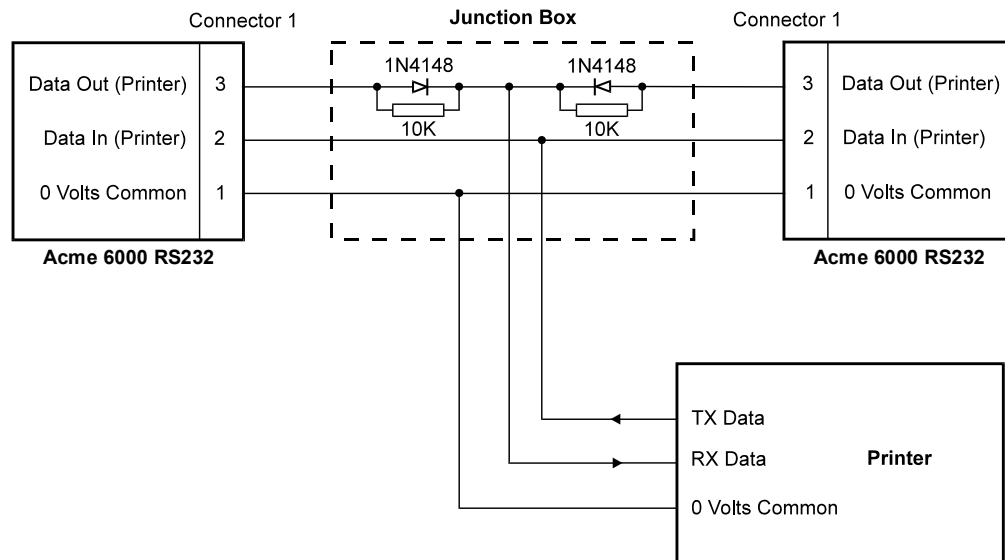 Connector 1
Junction Box
Connector 1
1N4148
1N4148
Data Out (Printer) 3
3 Data Out (Printer)
10K
10K
Data In (Printer) 2
2 Data In (Printer)
0 Volts Common 1
1 0 Volts Common
Acme 6000 RS232
Acme 6000 RS232
TX Data
RX Data
Printer
0 Volts Common